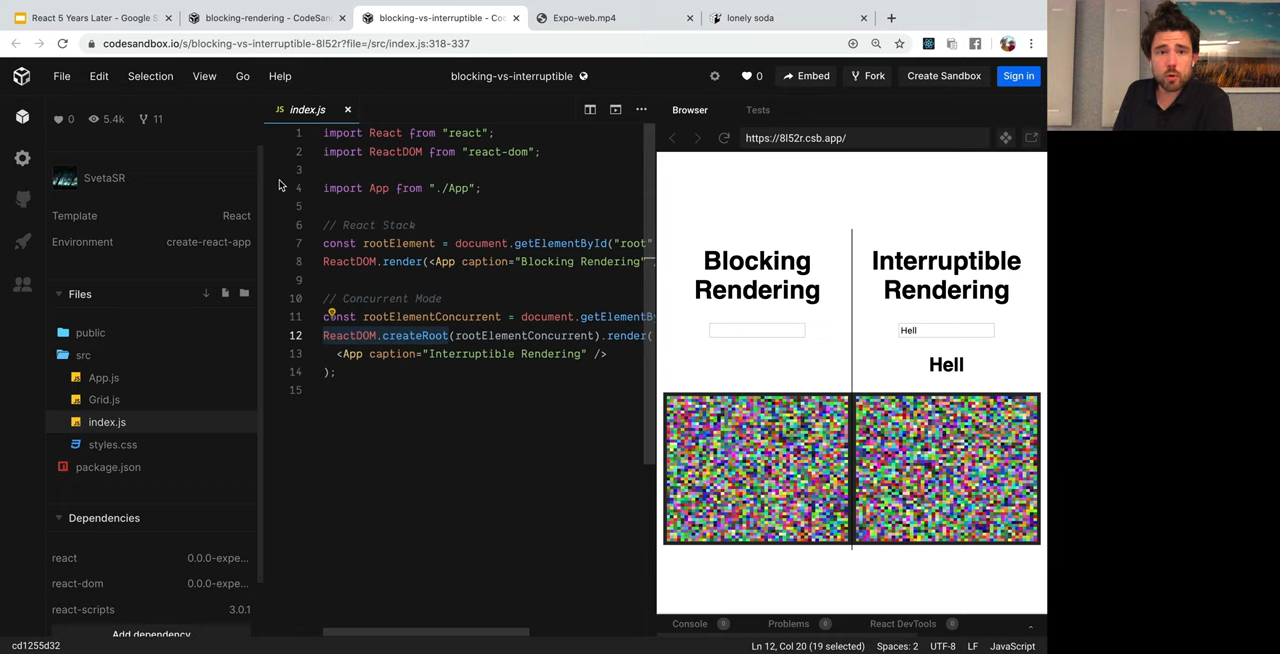 React 5 Years Later - Google S
blocking-rendering - CodeSan
blocking-vs-interruptible - Co
Expo-web.mp4
lonely soda
codesandbox.io/s/blocking-vs-interruptible-8l52r?file=/src/index.js:318-337
File Edit Selection View Go Help
blocking-vs-interruptible
0
Embed
Fork
Create Sandbox
Sign in
0 5.4k 11
SvetaSR
Template React
Environment create-react-app
Files
public
src
App.js
Grid.js
index.js
styles.css
package.json
Dependencies
react 0.0.0-expe...
react-dom 0.0.0-expe...
react-scripts 3.0.1
Add dependency
cd1255d32
JS index.js
1 import React from "react";
2 import ReactDOM from "react-dom";
3
4 import App from "./App";
5
6 // React Stack
7 const rootElement = document.getElementById("root"
8 ReactDOM.render(<App caption="Blocking Rendering"
9
10 // Concurrent Mode
11 const rootElementConcurrent = document.getElementB
12 ReactDOM.createRoot(rootElementConcurrent).render(
13 <App caption="Interruptible Rendering" />
14 );
15
Browser Tests
https://8l52r.csb.app/
Blocking
Rendering
Interruptible
Rendering
Hell
Hell
Console 0 Problems 0 React DevTools 0
Ln 12, Col 20 (19 selected) Spaces: 2 UTF-8 LF JavaScript